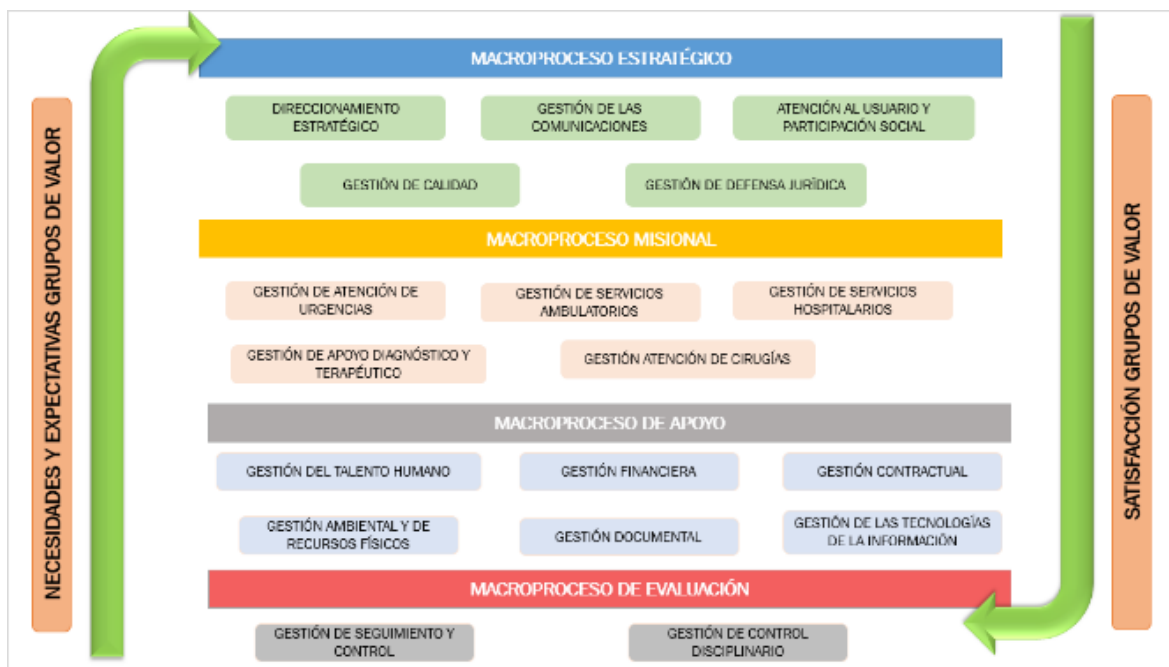 NECESIDADES Y EXPECTATIVAS GRUPOS DE VALOR
MACROPROCESO ESTRATÉGICO
DIRECCIONAMIENTO
ESTRATÉGICO
GESTIÓN DE LAS
COMUNICACIONES
ATENCIÓN AL USUARIO Y
PARTICIPACIÓN SOCIAL
GESTIÓN DE CALIDAD
GESTIÓN DE DEFENSA JURÍDICA
MACROPROCESO MISIONAL
GESTIÓN DE ATENCIÓN DE
URGENCIAS
GESTIÓN DE SERVICIOS
AMBULATORIOS
GESTIÓN DE SERVICIOS
HOSPITALARIOS
GESTIÓN DE APOYO DIAGNÓSTICO Y
TERAPÉUTICO
GESTIÓN ATENCIÓN DE CIRUGÍAS
MACROPROCESO DE APOYO
GESTIÓN DEL TALENTO HUMANO
GESTIÓN FINANCIERA
GESTIÓN CONTRACTUAL
GESTIÓN AMBIENTAL Y DE
RECURSOS FÍSICOS
GESTIÓN DOCUMENTAL
GESTIÓN DE LAS TECNOLOGÍAS
DE LA INFORMACIÓN
MACROPROCESO DE EVALUACIÓN
GESTIÓN DE SEGUIMIENTO Y
CONTROL
GESTIÓN DE CONTROL
DISCIPLINARIO
SATISFACCIÓN GRUPOS DE VALOR